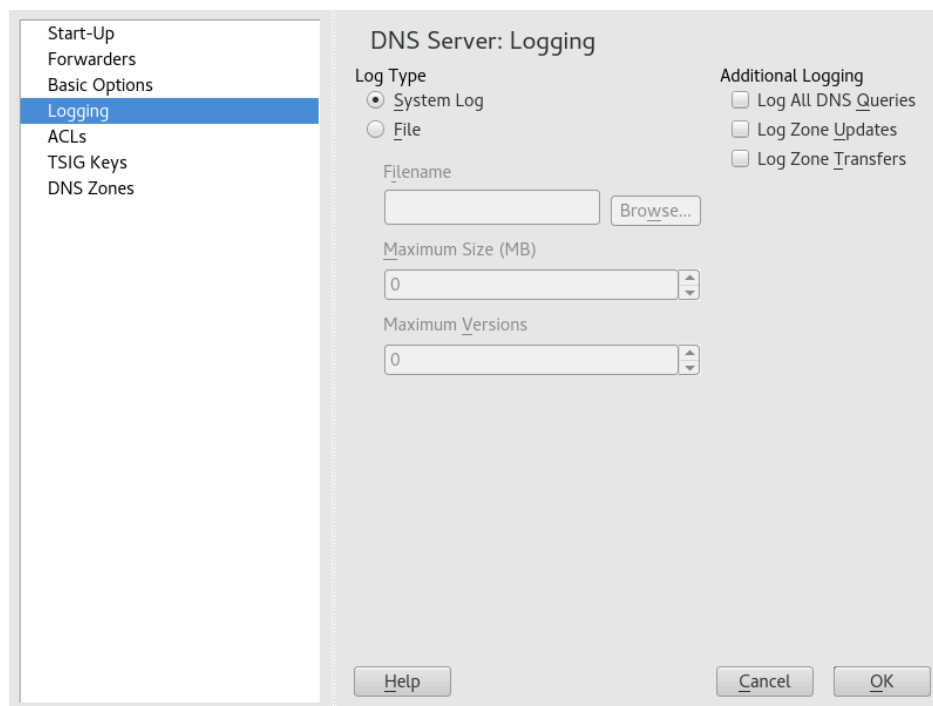 Start-Up
Forwarders
Basic Options
Logging
ACLs
TSIG Keys
DNS Zones
DNS Server: Logging
Log Type
System Log
File
Filename
Browse...
Maximum Size (MB)
0
Maximum Versions
0
Additional Logging
Log All DNS Queries
Log Zone Updates
Log Zone Transfers
Help
Cancel
OK